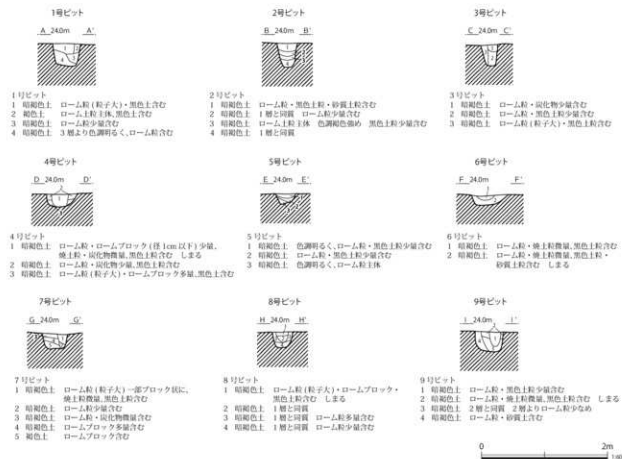 1号ピット
A 24.0m A'
1号ピット
1 暗褐色土 ローム粒(粒子大)・黒色土含む
2 褐色土 ローム土粒主体、黒色土含む
3 暗褐色土 ローム粒少量含む
4 暗褐色土 3層より色調明るく、ローム粒含む
2号ピット
B 24.0m B'
2号ピット
1 暗褐色土 ローム粒・黒色土粒・砂質土粒含む
2 暗褐色土 1層と同質 ローム粒少量含む
3 暗褐色土 ローム土粒主体 色調褐色強め 黒色土粒少量含む
4 暗褐色土 1層と同質
3号ピット
C 24.0m C'
3号ピット
1 暗褐色土 ローム粒・炭化物少量含む
2 暗褐色土 ローム粒・黒色土粒少量含む
3 暗褐色土 ローム粒(粒子大)・黒色土粒含む
4号ピット
D 24.0m D'
4号ピット
1 暗褐色土 ローム粒・ロームブロック(径1cm以下)少量、
焼土粒・炭化物微量、黒色土粒含む しまる
2 暗褐色土 ローム粒・炭化物少量、黒色土粒含む
3 暗褐色土 ローム粒(粒子大)・ロームブロック多量、黒色土含む
5号ピット
E 24.0m E'
5号ピット
1 暗褐色土 色調明るく、ローム粒・黒色土粒少量含む
2 暗褐色土 ローム粒・黒色土粒少量含む
3 暗褐色土 色調明るく、ローム粒主体
6号ピット
F 24.0m F'
6号ピット
1 暗褐色土 ローム粒・焼土粒微量、黒色土粒含む
2 暗褐色土 ローム粒・焼土粒微量、黒色土粒・
砂質土粒含む しまる
7号ピット
G 24.0m G'
7号ピット
1 暗褐色土 ローム粒(粒子大)一部ブロック状に、
焼土粒微量、黒色土粒含む
2 暗褐色土 ローム粒少量含む
3 暗褐色土 ローム粒・炭化物微量含む
4 暗褐色土 ロームブロック多量含む
5 褐色土 ロームブロック含む
8号ピット
H 24.0m H'
8号ピット
1 暗褐色土 ローム粒(粒子大)・ロームブロック・
黒色土粒含む しまる
2 暗褐色土 1層と同質
3 暗褐色土 1層と同質 ローム粒多量含む
4 暗褐色土 1層と同質 ローム粒少量含む
9号ピット
I 24.0m I'
9号ピット
1 暗褐色土 ローム粒・黒色土粒少量含む
2 暗褐色土 ローム粒・焼土粒微量、黒色土粒含む しまる
3 暗褐色土 2層と同質 2層よりローム粒少なめ
4 暗褐色土 ローム粒・砂質土含む
0 2m